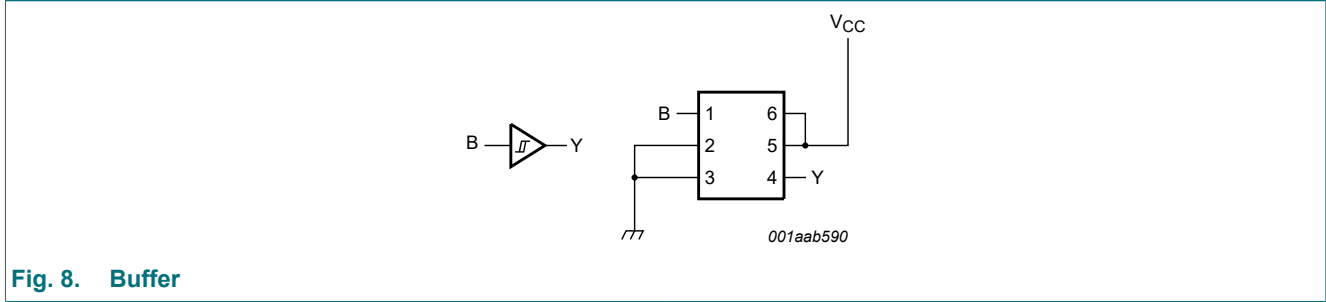 VCC
B 1 6
B Y 2 5
3 4 Y
001aab590
Fig. 8. Buffer